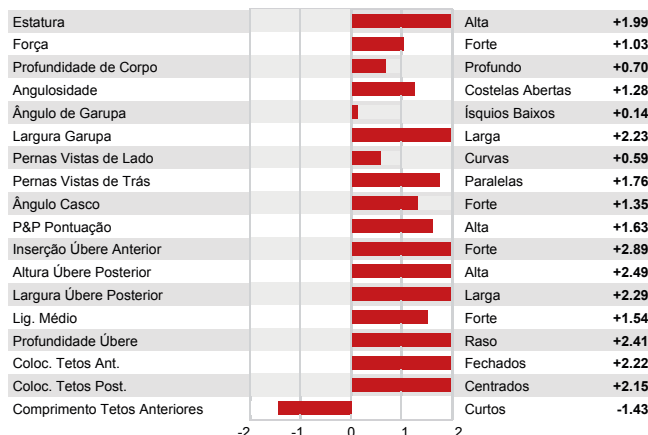 Estatura Alta +1.99
Força Forte +1.03
Profundidade de Corpo Profundo +0.70
Angulosidade Costelas Abertas +1.28
Ângulo de Garupa Ísquios Baixos +0.14
Largura Garupa Larga +2.23
Pernas Vistas de Lado Curvas +0.59
Pernas Vistas de Trás Paralelas +1.76
Ângulo Casco Forte +1.35
P&P Pontuação Alta +1.63
Inserção Úbere Anterior Forte +2.89
Altura Úbere Posterior Alta +2.49
Largura Úbere Posterior Larga +2.29
Lig. Médio Forte +1.54
Profundidade Úbere Raso +2.41
Coloc. Tetos Ant. Fechados +2.22
Coloc. Tetos Post. Centrados +2.15
Comprimento Tetos Anteriores Curtos -1.43
-2 -1 0 1 2